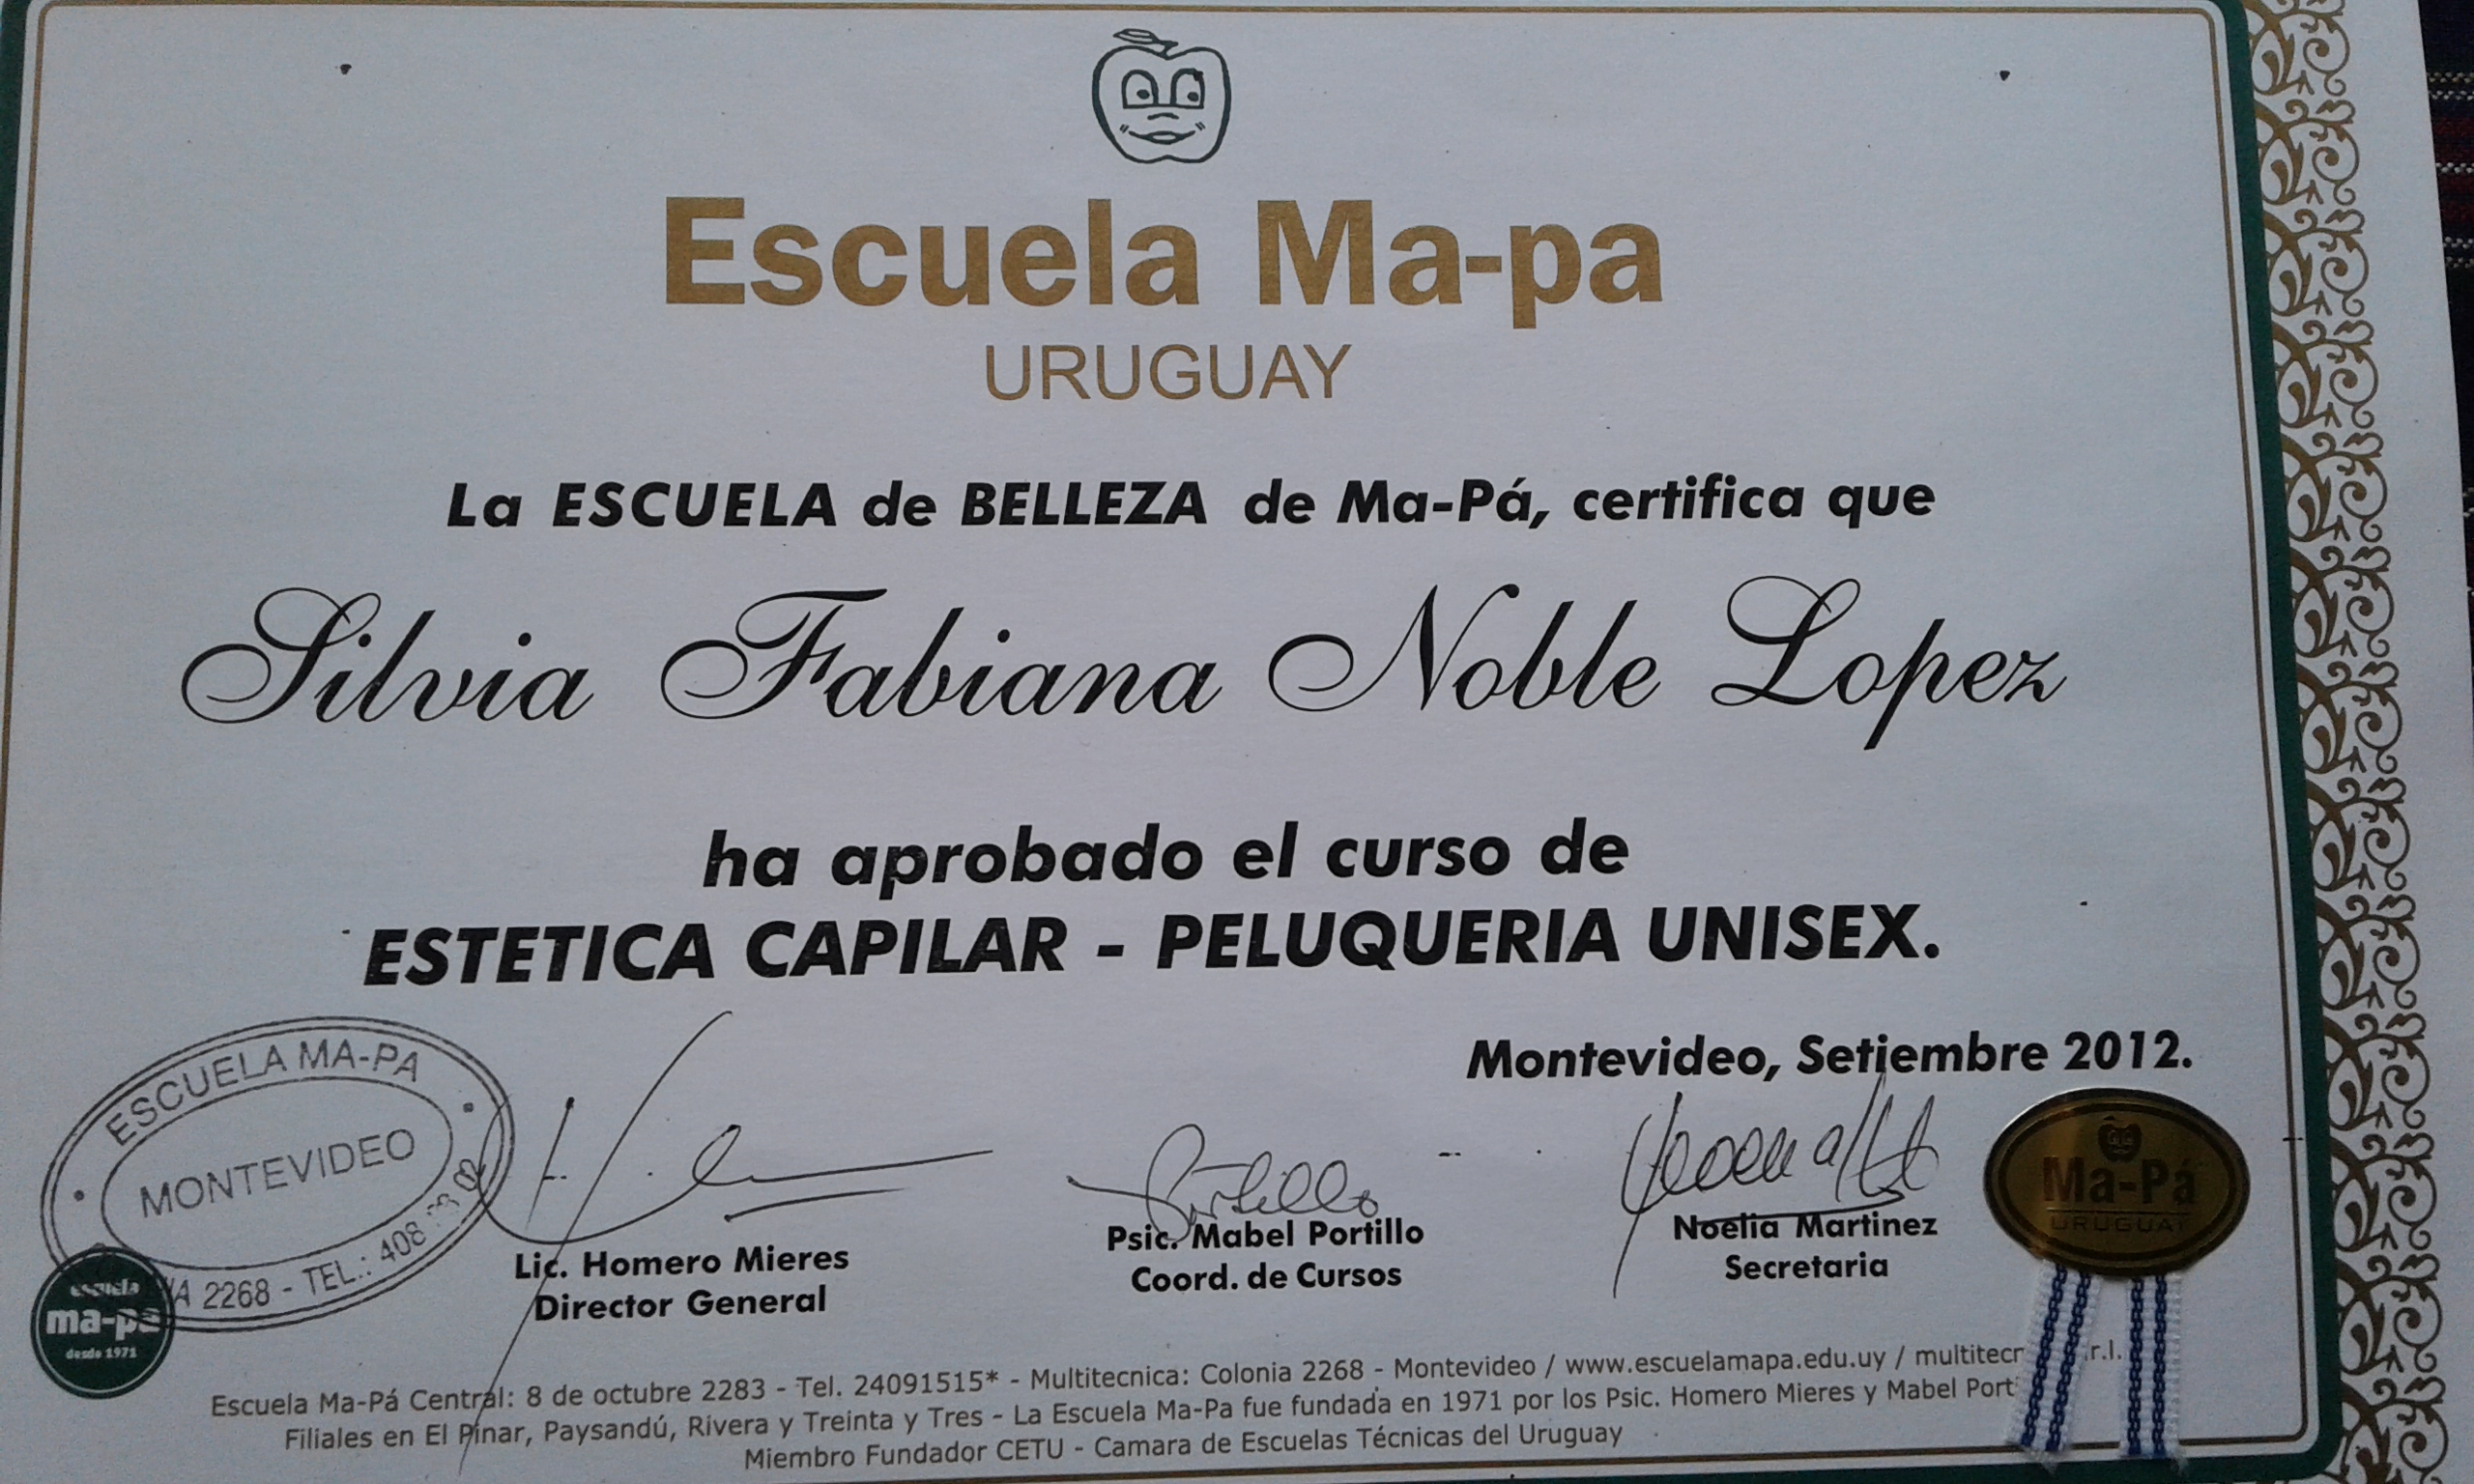 Escuela Ma-pa
URUGUAY
La ESCUELA de BELLEZA de Ma-Pá, certifica que
Silvia Fabiana Noble Lopez
ha aprobado el curso de
ESTETICA CAPILAR - PELUQUERIA UNISEX.
Montevideo, Setiembre 2012.
ESCUELA MA-PA
MONTEVIDEO
2268 - TEL.: 408
Lic. Homero Mieres
Director General
Psic. Mabel Portillo
Coord. de Cursos
Noelia Martinez
Secretaria
escuela
ma-pa
desde 1971
Ma-Pá
URUGUAY
Escuela Ma-Pá Central: 8 de octubre 2283 - Tel. 24091515* - Multitecnica: Colonia 2268 - Montevideo / www.escuelamapa.edu.uy / multitecn r.l.
Filiales en El Pinar, Paysandú, Rivera y Treinta y Tres - La Escuela Ma-Pa fue fundada en 1971 por los Psic. Homero Mieres y Mabel Port
Miembro Fundador CETU - Camara de Escuelas Técnicas del Uruguay